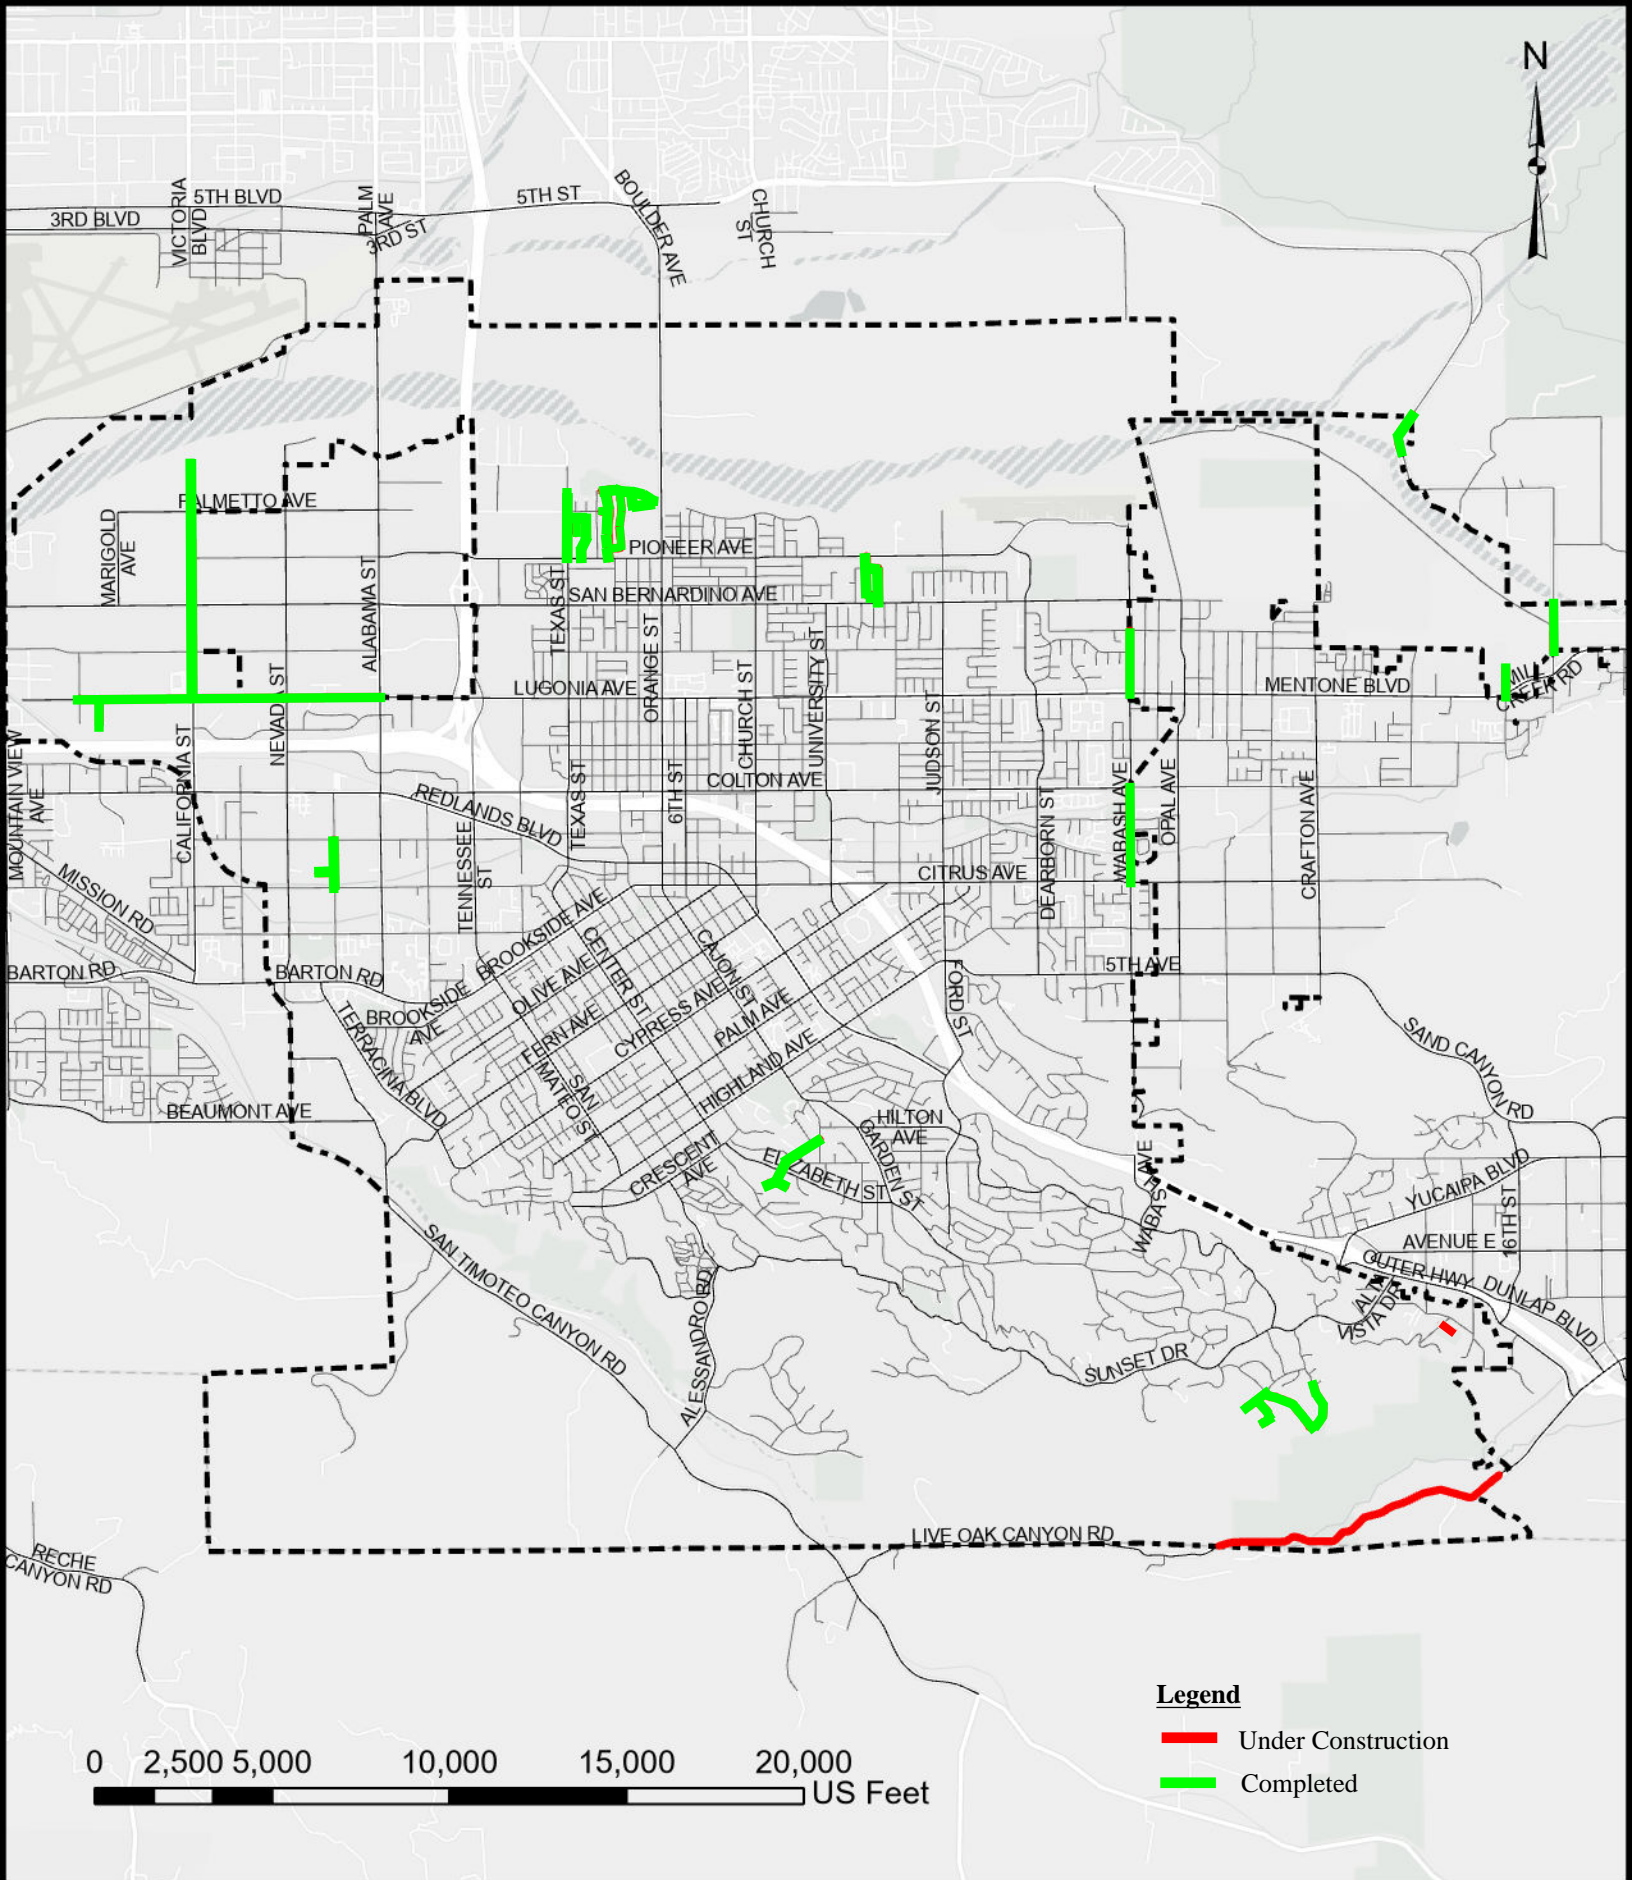 N
VICTORIA
BLVD
5TH BLVD
3RD BLVD
PALM
AVE
3RD ST
5TH ST
BOULDER AVE
CHURCH
ST
PALMETTO AVE
MARIGOLD
AVE
ALABAMA ST
PIONEER AVE
TEXAS ST
SAN BERNARDINO AVE
ORANGE ST
UNIVERSITY ST
NEVADA ST
LUGONIA AVE
CHURCH ST
JUDSON ST
MENTONE BLVD
MILL
CREEK RD
MOUNTAIN VIEW
AVE
CALIFORNIA ST
REDLANDS BLVD
TEXAS ST
6TH ST
COLTON AVE
DEARBORN ST
WABASH AVE
OPAL AVE
CRAFTON AVE
TENNESSEE
ST
CITRUS AVE
MISSION RD
BARTON RD
BARTON RD
BROOKSIDE AVE
BROOKSIDE
AVE
OLIVE AVE
CENTER ST
CAJON ST
FERN AVE
CYPRESS AVE
PALM AVE
FORD ST
5TH AVE
TERRACINA BLVD
SAN
MATEO ST
HIGHLAND AVE
SAND CANYON RD
BEAUMONT AVE
CRESCENT
AVE
ELIZABETH ST
GARDEN ST
HILTON
AVE
WABASH AVE
YUCAIPA BLVD
16TH ST
AVENUE E
OUTER HWY
DUNLAP BLVD
ALTA
VISTA DR
SAN TIMOTEO CANYON RD
ALESSANDRO RD
SUNSET DR
LIVE OAK CANYON RD
RECHE
CANYON RD
Legend
Under Construction
Completed
0 2,500 5,000 10,000 15,000 20,000
US Feet